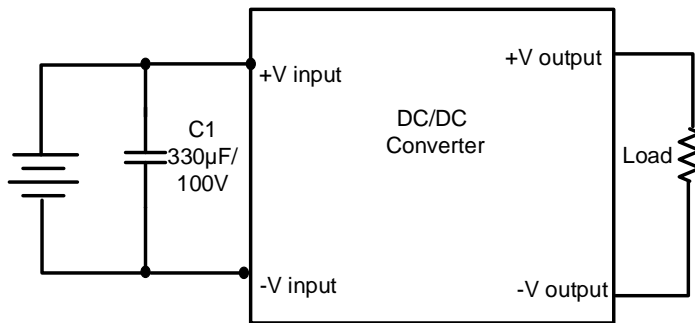 +V input
+V output
C1
330µF/
100V
DC/DC
Converter
Load
-V input
-V output